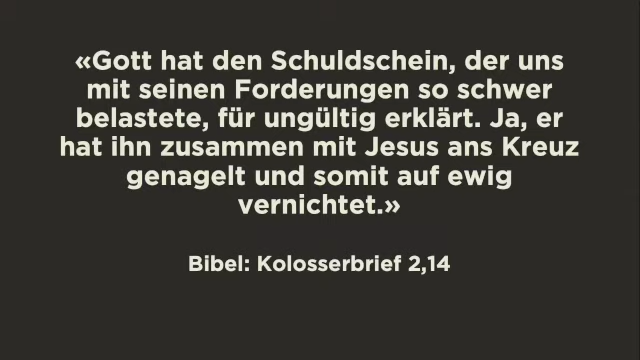 «Gott hat den Schuldschein, der uns
mit seinen Forderungen so schwer
belastete, für ungültig erklärt. Ja, er
hat ihn zusammen mit Jesus ans Kreuz
genagelt und somit auf ewig
vernichtet.»
Bibel: Kolosserbrief 2,14